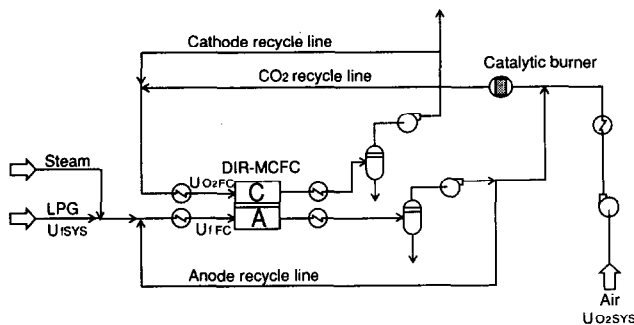 Cathode recycle line
Catalytic burner
CO2 recycle line
DIR-MCFC
Steam
UO2FC
C
LPG
UfSYS
UfFC
A
Anode recycle line
Air
UO2SYS